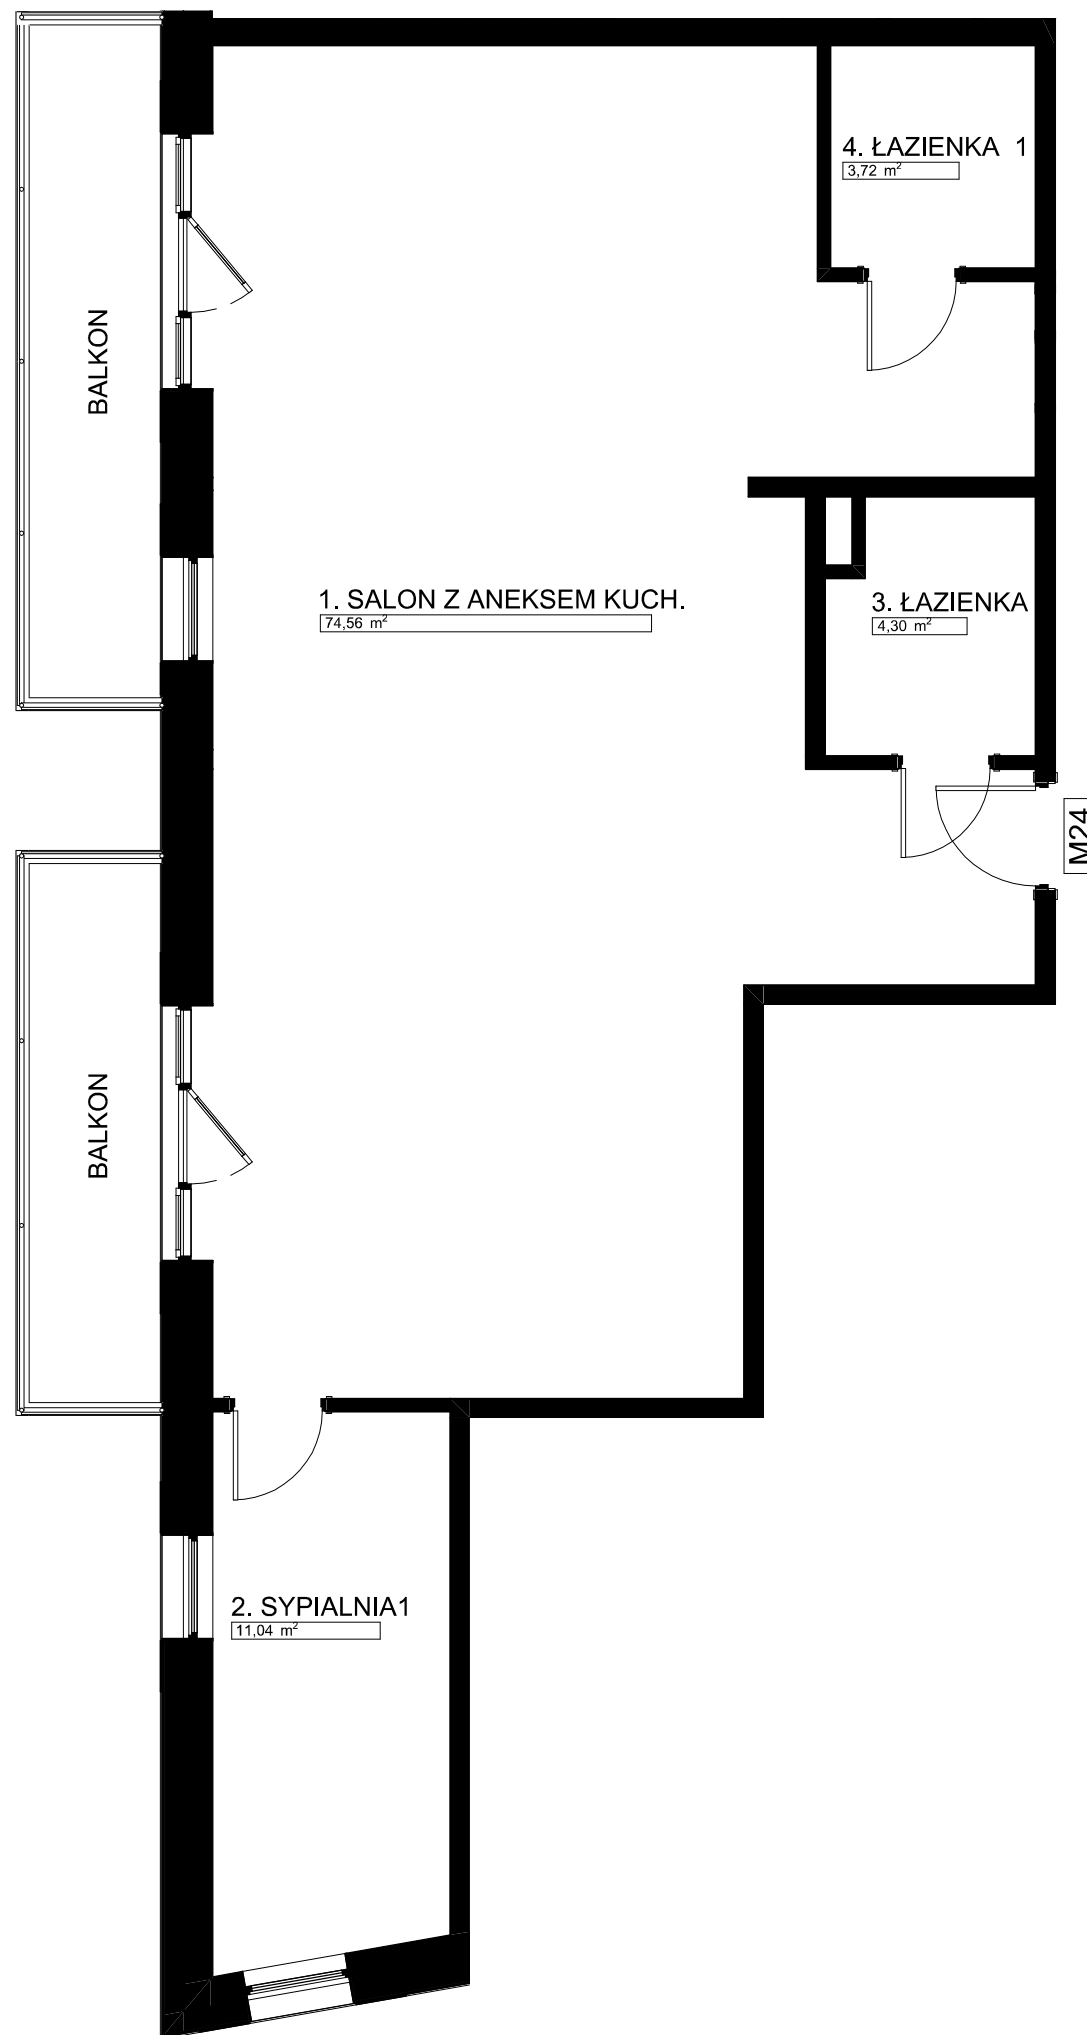 4. ŁAZIENKA 1
3,72 m²
BALKON
1. SALON Z ANEKSEM KUCH.
74,56 m²
3. ŁAZIENKA
4,30 m²
M24
BALKON
2. SYPIALNIA1
11,04 m²